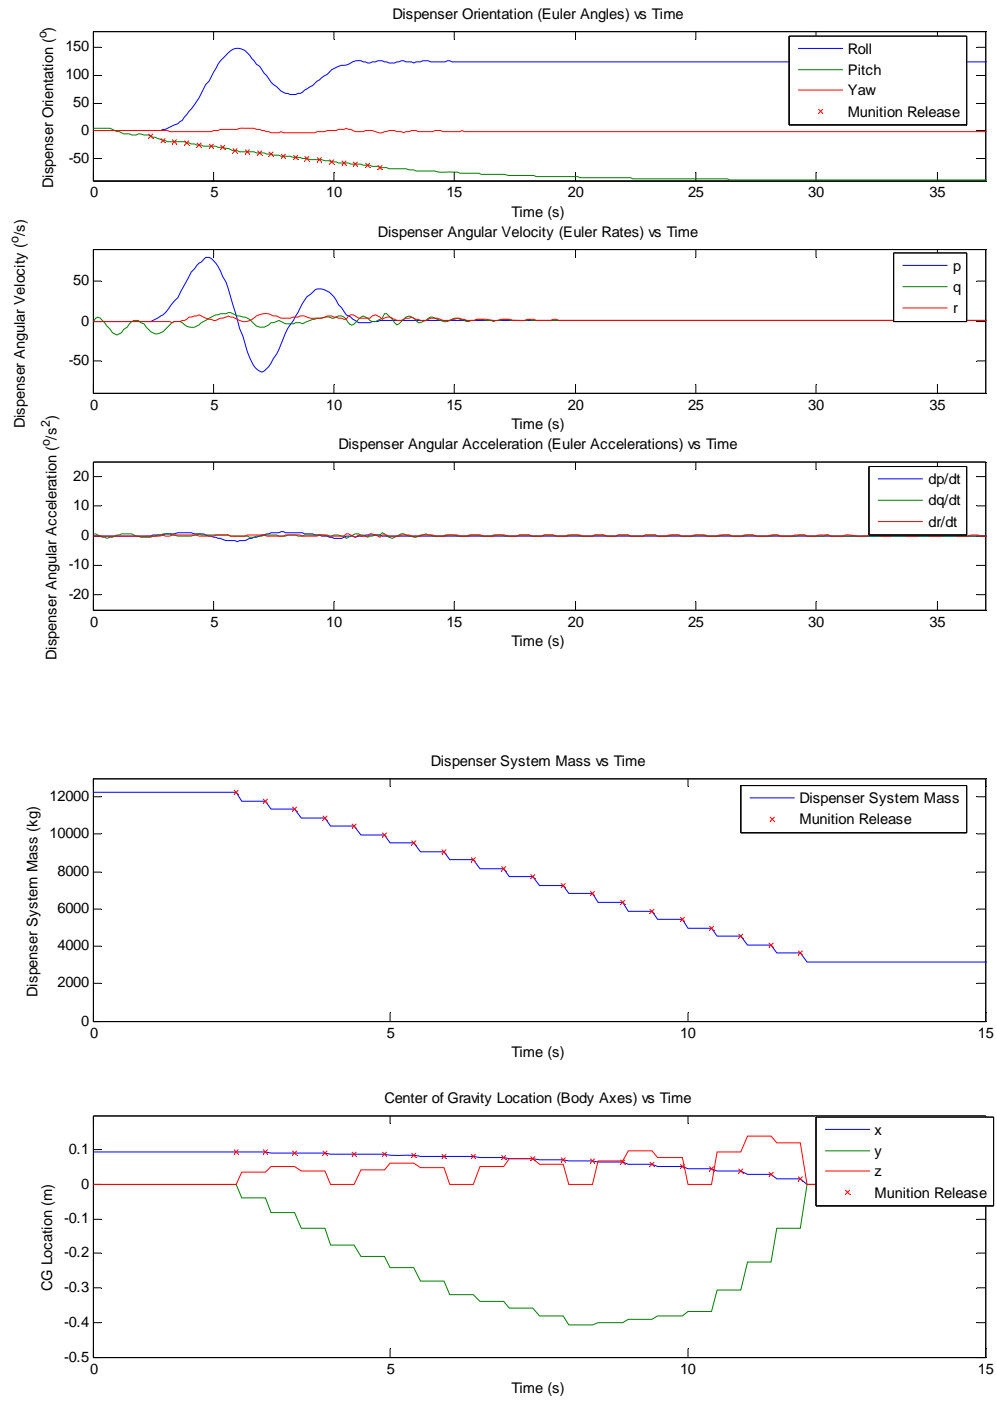 Dispenser Orientation (Euler Angles) vs Time
Dispenser Orientation (º)
150
100
50
0
-50
Roll
Pitch
Yaw
Munition Release
0 5 10 15 20 25 30 35
Time (s)
Dispenser Angular Velocity (Euler Rates) vs Time
Dispenser Angular Velocity (º/s)
50
0
-50
p
q
r
0 5 10 15 20 25 30 35
Time (s)
Dispenser Angular Acceleration (Euler Accelerations) vs Time
Dispenser Angular Acceleration (º/s²)
20
10
0
-10
-20
dp/dt
dq/dt
dr/dt
0 5 10 15 20 25 30 35
Time (s)
Dispenser System Mass vs Time
Dispenser System Mass (kg)
12000
10000
8000
6000
4000
2000
0
Dispenser System Mass
Munition Release
0 5 10 15
Time (s)
Center of Gravity Location (Body Axes) vs Time
CG Location (m)
0.1
0
-0.1
-0.2
-0.3
-0.4
-0.5
x
y
z
Munition Release
0 5 10 15
Time (s)